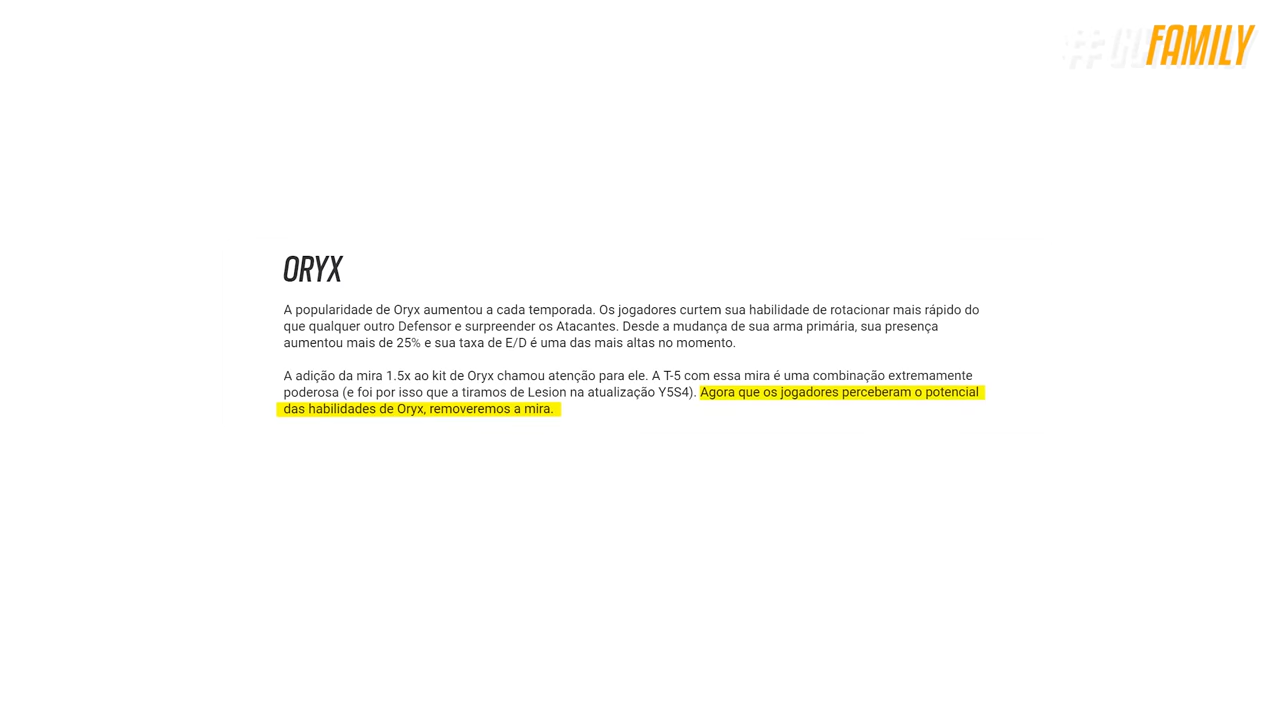 #GOFAMILY
ORYX
A popularidade de Oryx aumentou a cada temporada. Os jogadores curtem sua habilidade de rotacionar mais rápido do
que qualquer outro Defensor e surpreender os Atacantes. Desde a mudança de sua arma primária, sua presença
aumentou mais de 25% e sua taxa de E/D é uma das mais altas no momento.
A adição da mira 1.5x ao kit de Oryx chamou atenção para ele. A T-5 com essa mira é uma combinação extremamente
poderosa (e foi por isso que a tiramos de Lesion na atualização Y5S4). Agora que os jogadores perceberam o potencial
das habilidades de Oryx, removeremos a mira.